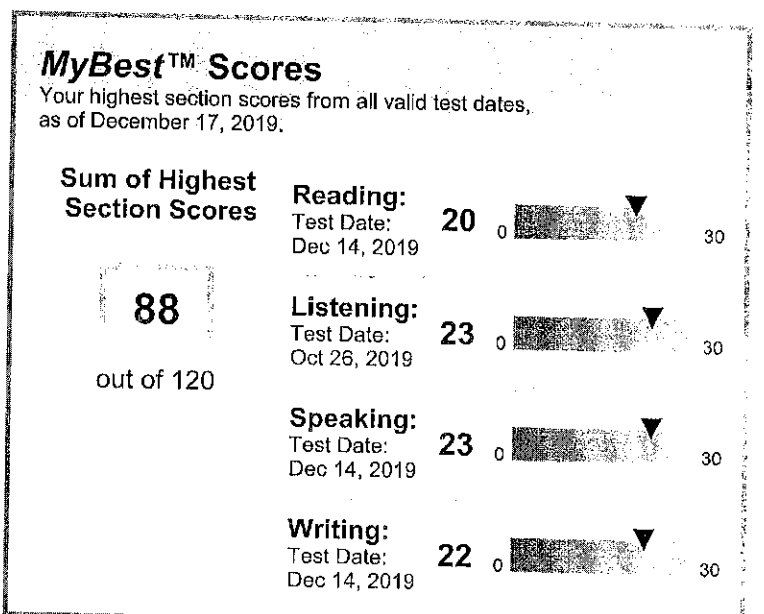 MyBest™ Scores
Your highest section scores from all valid test dates,
as of December 17, 2019.
Sum of Highest
Section Scores
88
out of 120
Reading:
Test Date:
Dec 14, 2019
20
0
30
Listening:
Test Date:
Oct 26, 2019
23
0
30
Speaking:
Test Date:
Dec 14, 2019
23
0
30
Writing:
Test Date:
Dec 14, 2019
22
0
30